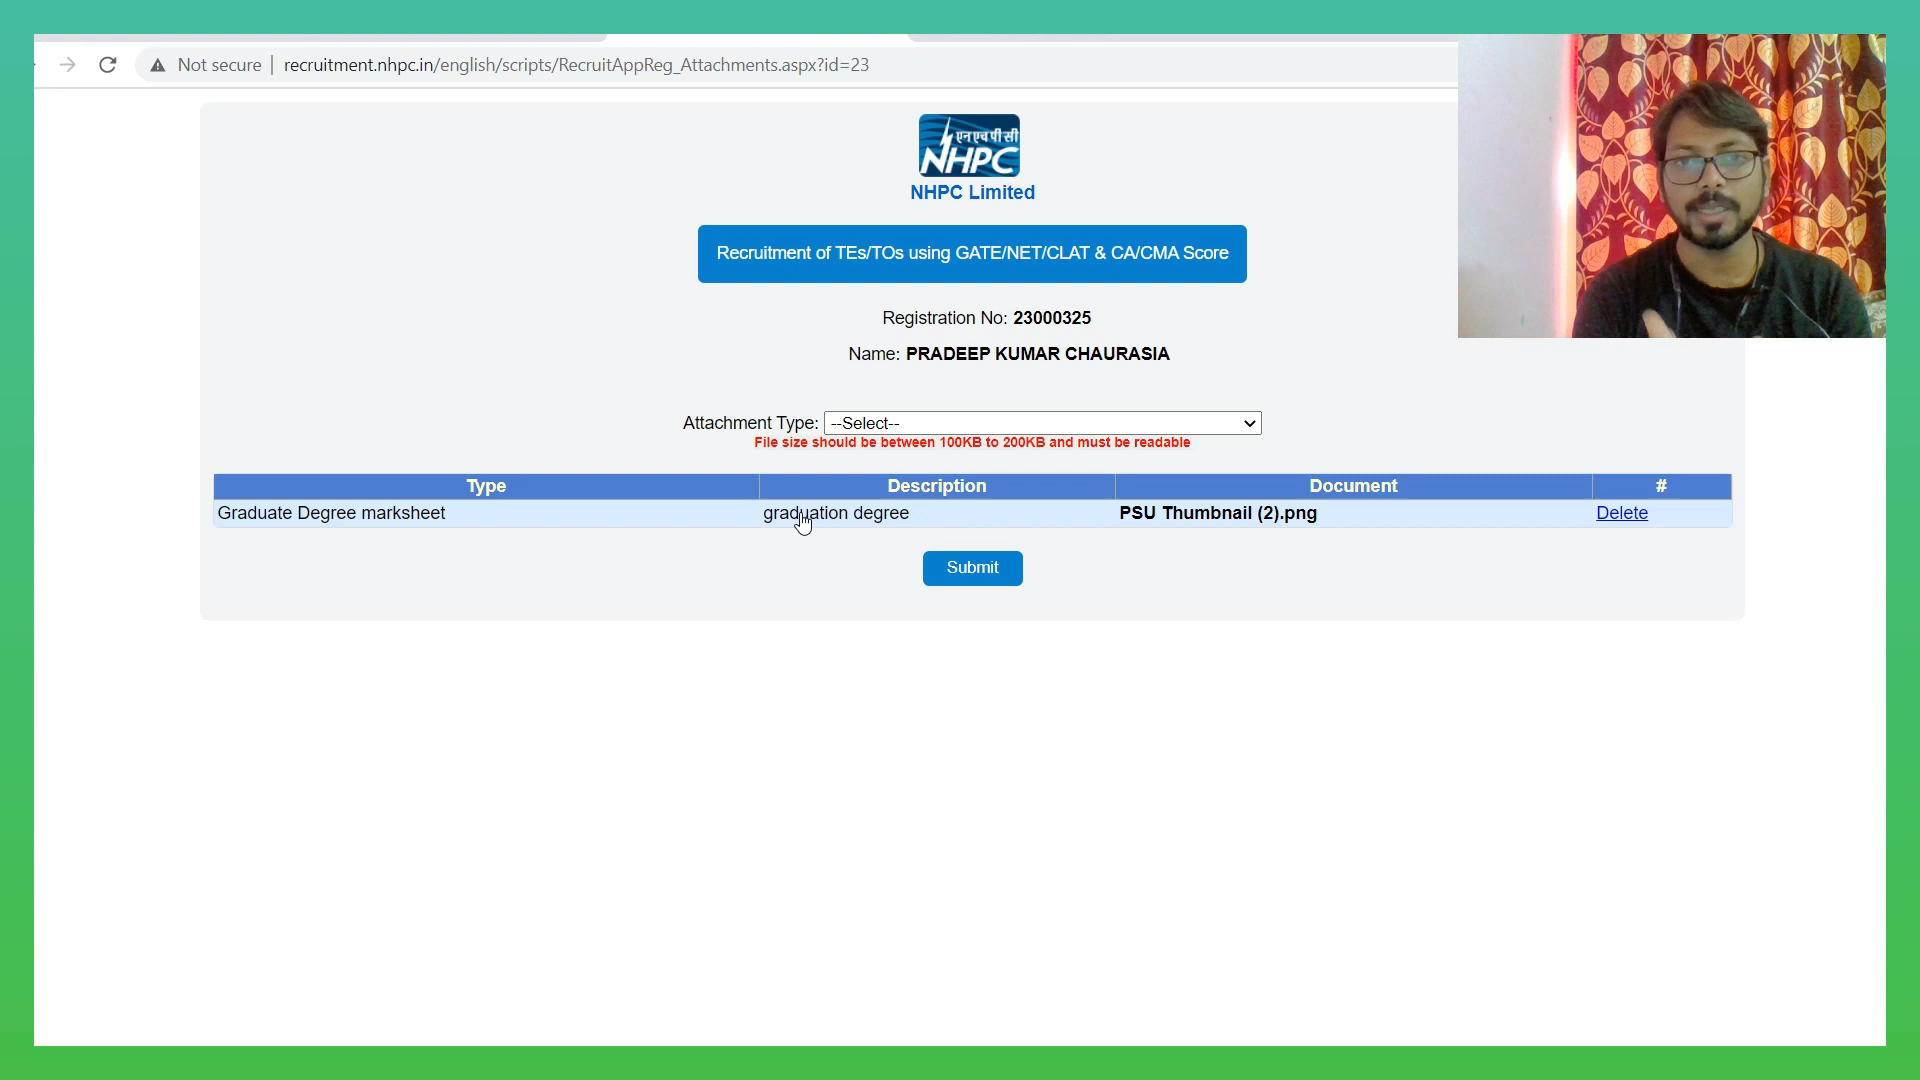 Not secure | recruitment.nhpc.in/english/scripts/RecruitAppReg_Attachments.aspx?id=23
एनएचपीसी
NHPC
NHPC Limited
Recruitment of TEs/TOs using GATE/NET/CLAT & CA/CMA Score
Registration No: 23000325
Name: PRADEEP KUMAR CHAURASIA
Attachment Type: --Select--
File size should be between 100KB to 200KB and must be readable
Type Description Document #
Graduate Degree marksheet graduation degree PSU Thumbnail (2).png Delete
Submit